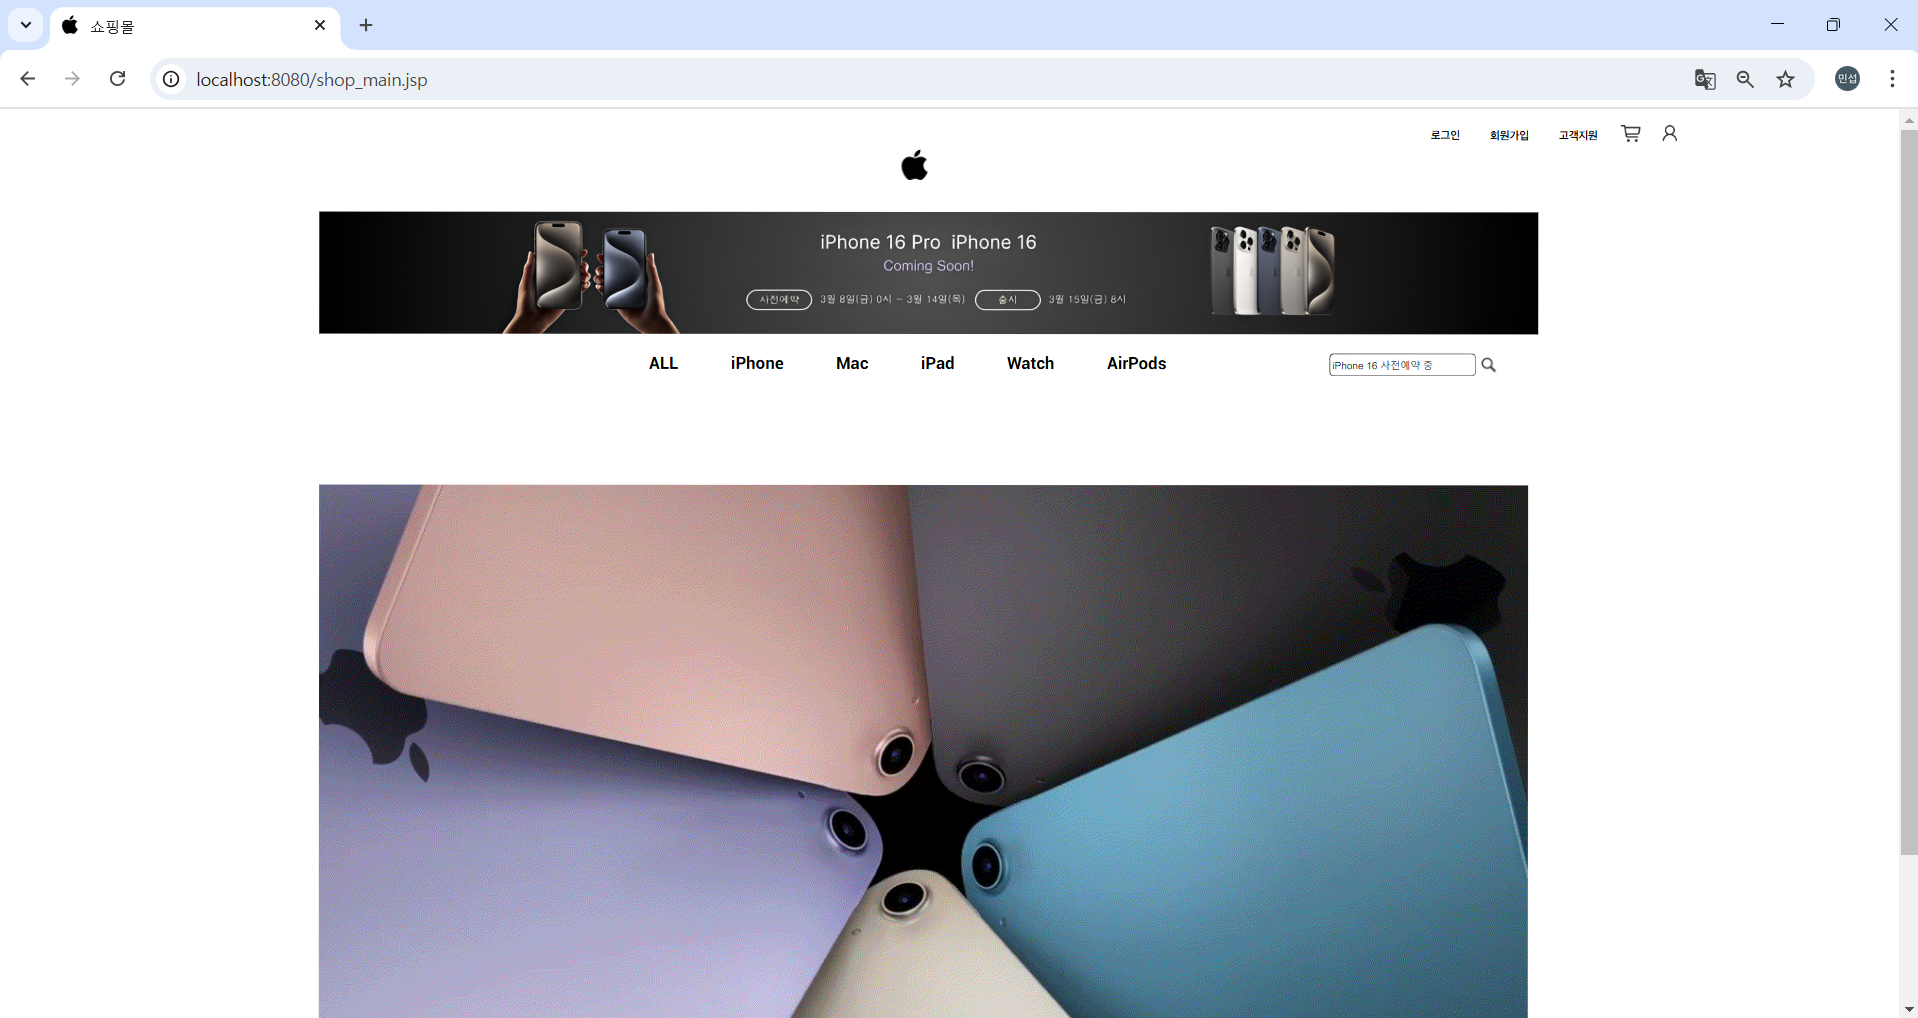 쇼핑몰
localhost:8080/shop_main.jsp
민섭
로그인 회원가입 고객지원
iPhone 16 Pro iPhone 16
Coming Soon!
사전예약 3월 8일(금) 0시 ~ 3월 14일(목) 출시 3월 15일(금) 8시
ALL iPhone Mac iPad Watch AirPods
iPhone 16 사전예약 중